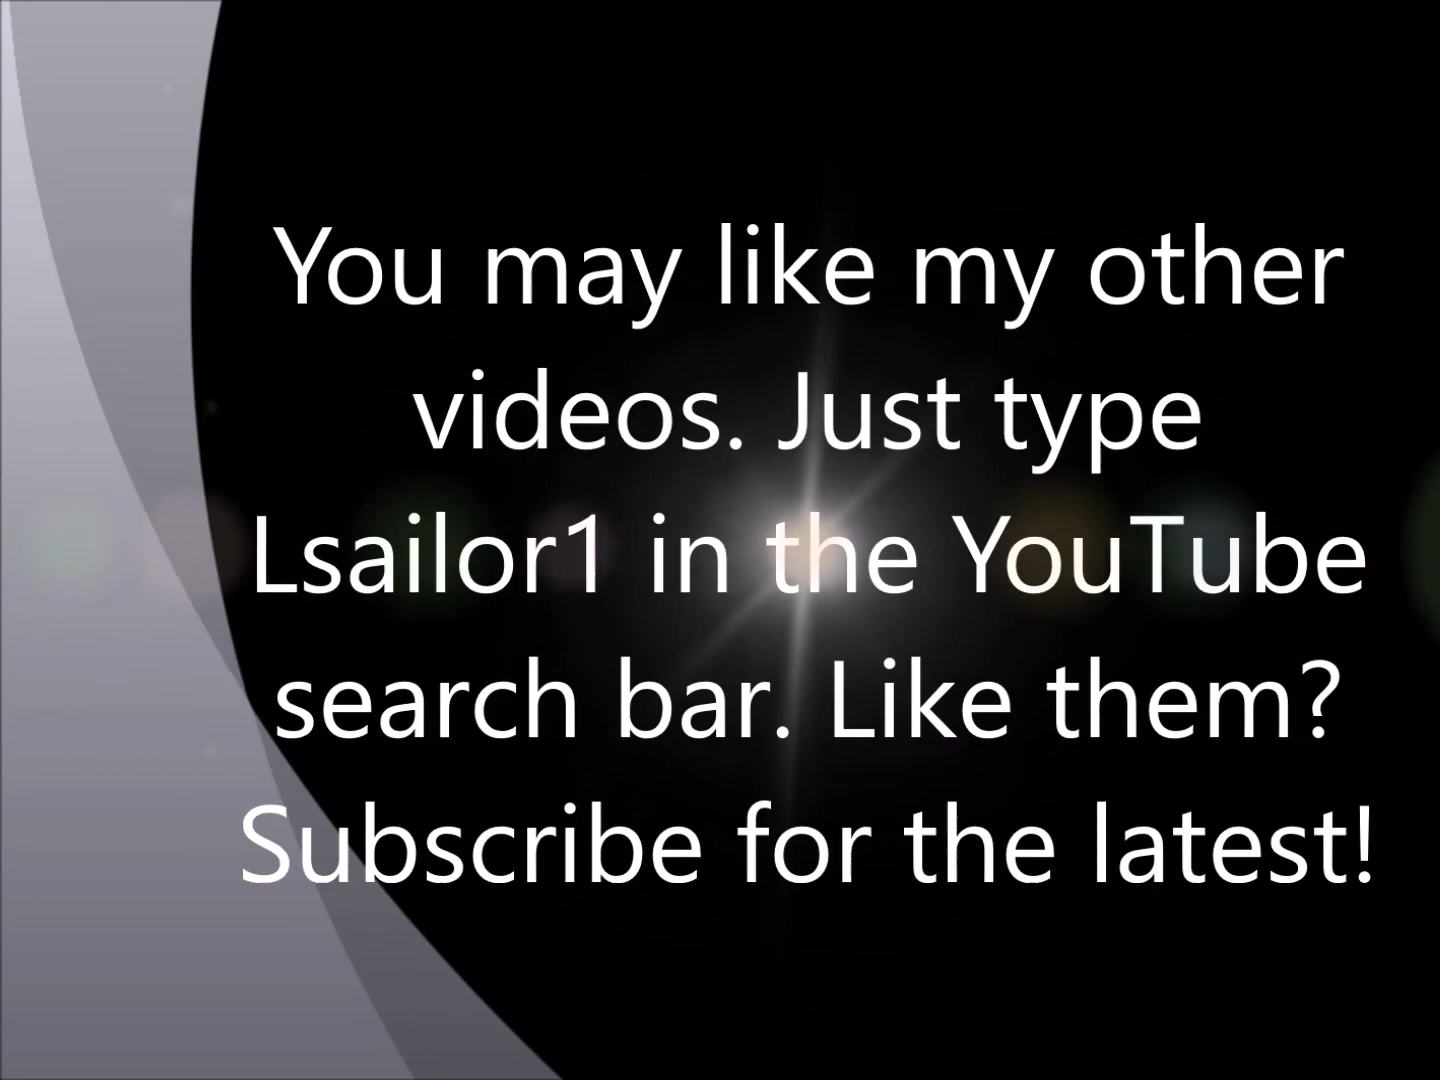 You may like my other
videos. Just type
Lsailor1 in the YouTube
search bar. Like them?
Subscribe for the latest!